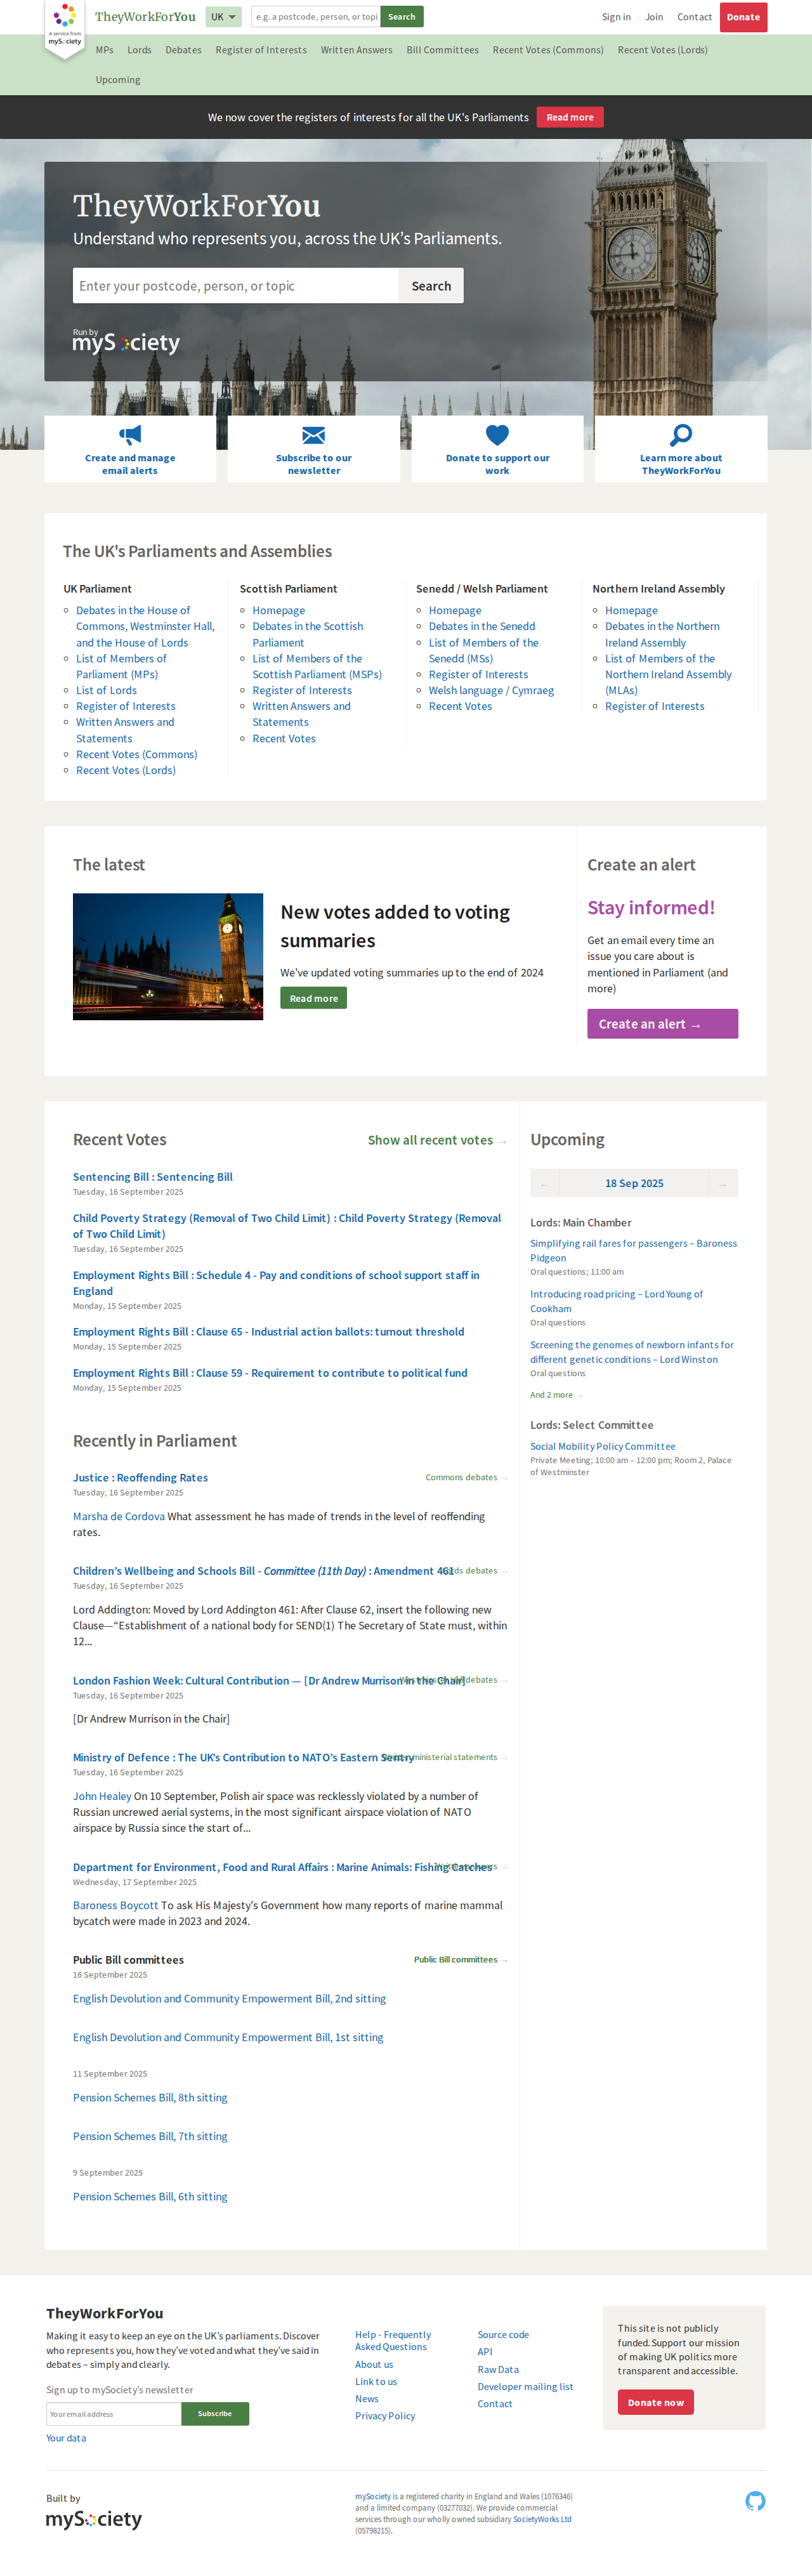 A service from
mySociety
TheyWorkForYou
UK
e.g. a postcode, person, or topi
Search
Sign in
Join
Contact
Donate
MPs
Lords
Debates
Register of Interests
Written Answers
Bill Committees
Recent Votes (Commons)
Recent Votes (Lords)
Upcoming
We now cover the registers of interests for all the UK's Parliaments
Read more
TheyWorkForYou
Understand who represents you, across the UK’s Parliaments.
Enter your postcode, person, or topic
Search
Run by
mySociety
Create and manage
email alerts
Subscribe to our
newsletter
Donate to support our
work
Learn more about
TheyWorkForYou
The UK's Parliaments and Assemblies
UK Parliament
Debates in the House of
Commons, Westminster Hall,
and the House of Lords
List of Members of
Parliament (MPs)
List of Lords
Register of Interests
Written Answers and
Statements
Recent Votes (Commons)
Recent Votes (Lords)
Scottish Parliament
Homepage
Debates in the Scottish
Parliament
List of Members of the
Scottish Parliament (MSPs)
Register of Interests
Written Answers and
Statements
Recent Votes
Senedd / Welsh Parliament
Homepage
Debates in the Senedd
List of Members of the
Senedd (MSs)
Register of Interests
Welsh language / Cymraeg
Recent Votes
Northern Ireland Assembly
Homepage
Debates in the Northern
Ireland Assembly
List of Members of the
Northern Ireland Assembly
(MLAs)
Register of Interests
The latest
New votes added to voting
summaries
We've updated voting summaries up to the end of 2024
Read more
Create an alert
Stay informed!
Get an email every time an
issue you care about is
mentioned in Parliament (and
more)
Create an alert →
Recent Votes
Show all recent votes →
Sentencing Bill : Sentencing Bill
Tuesday, 16 September 2025
Child Poverty Strategy (Removal of Two Child Limit) : Child Poverty Strategy (Removal
of Two Child Limit)
Tuesday, 16 September 2025
Employment Rights Bill : Schedule 4 - Pay and conditions of school support staff in
England
Monday, 15 September 2025
Employment Rights Bill : Clause 65 - Industrial action ballots: turnout threshold
Monday, 15 September 2025
Employment Rights Bill : Clause 59 - Requirement to contribute to political fund
Monday, 15 September 2025
Recently in Parliament
Justice : Reoffending Rates
Commons debates →
Tuesday, 16 September 2025
Marsha de Cordova What assessment he has made of trends in the level of reoffending
rates.
Children’s Wellbeing and Schools Bill - Committee (11th Day) : Amendment 461
Lords debates →
Tuesday, 16 September 2025
Lord Addington: Moved by Lord Addington 461: After Clause 62, insert the following new
Clause—“Establishment of a national body for SEND(1) The Secretary of State must, within
12...
London Fashion Week: Cultural Contribution — [Dr Andrew Murrison in the Chair]
Westminster Hall debates →
Tuesday, 16 September 2025
[Dr Andrew Murrison in the Chair]
Ministry of Defence : The UK’s Contribution to NATO’s Eastern Sentry
Written ministerial statements →
Tuesday, 16 September 2025
John Healey On 10 September, Polish air space was recklessly violated by a number of
Russian uncrewed aerial systems, in the most significant airspace violation of NATO
airspace by Russia since the start of...
Department for Environment, Food and Rural Affairs : Marine Animals: Fishing Catches
Written answers →
Wednesday, 17 September 2025
Baroness Boycott To ask His Majesty's Government how many reports of marine mammal
bycatch were made in 2023 and 2024.
Public Bill committees
Public Bill committees →
16 September 2025
English Devolution and Community Empowerment Bill, 2nd sitting
English Devolution and Community Empowerment Bill, 1st sitting
11 September 2025
Pension Schemes Bill, 8th sitting
Pension Schemes Bill, 7th sitting
9 September 2025
Pension Schemes Bill, 6th sitting
Upcoming
← 18 Sep 2025 →
Lords: Main Chamber
Simplifying rail fares for passengers – Baroness
Pidgeon
Oral questions; 11:00 am
Introducing road pricing – Lord Young of
Cookham
Oral questions
Screening the genomes of newborn infants for
different genetic conditions – Lord Winston
Oral questions
And 2 more →
Lords: Select Committee
Social Mobility Policy Committee
Private Meeting; 10:00 am – 12:00 pm; Room 2, Palace
of Westminster
TheyWorkForYou
Making it easy to keep an eye on the UK’s parliaments. Discover
who represents you, how they’ve voted and what they’ve said in
debates – simply and clearly.
Sign up to mySociety’s newsletter
Your email address
Subscribe
Your data
Help - Frequently
Asked Questions
About us
Link to us
News
Privacy Policy
Source code
API
Raw Data
Developer mailing list
Contact
This site is not publicly
funded. Support our mission
of making UK politics more
transparent and accessible.
Donate now
Built by
mySociety
mySociety is a registered charity in England and Wales (1076346)
and a limited company (03277032). We provide commercial
services through our wholly owned subsidiary SocietyWorks Ltd
(05798215).